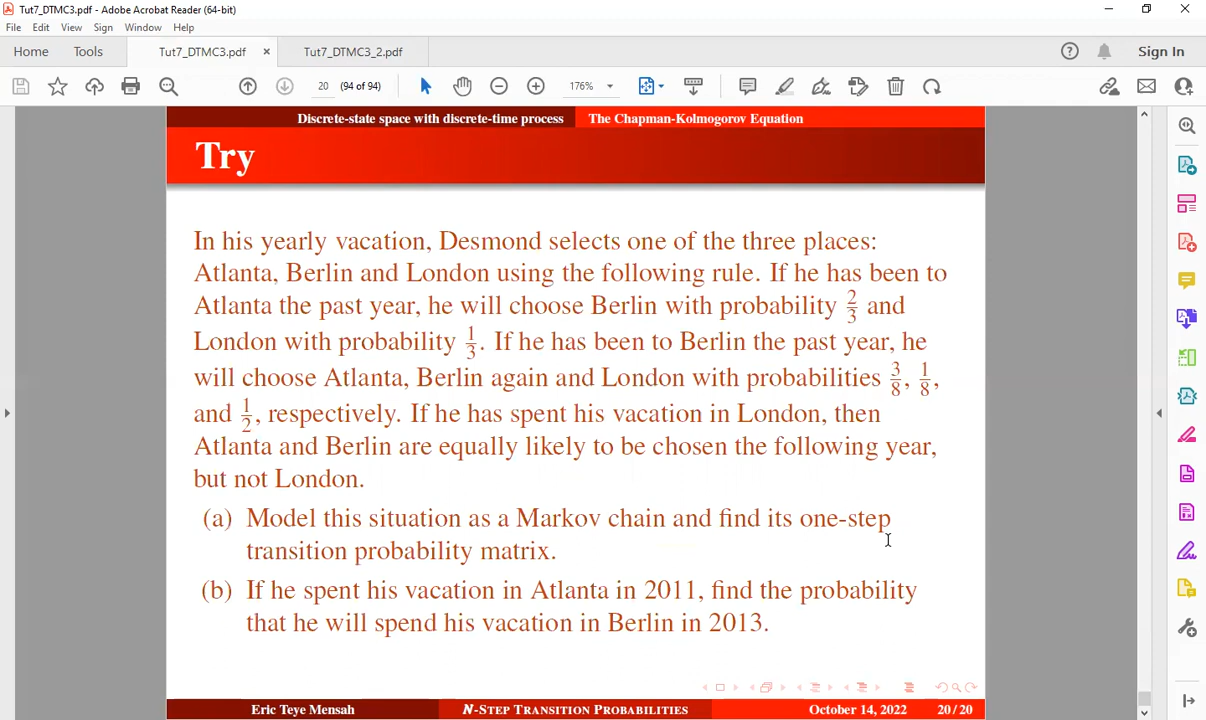 Tut7_DTMC3.pdf - Adobe Acrobat Reader (64-bit)
File Edit View Sign Window Help
Home Tools Tut7_DTMC3.pdf × Tut7_DTMC3_2.pdf Sign In
20 (94 of 94) 176%
Discrete-state space with discrete-time process The Chapman-Kolmogorov Equation
Try
In his yearly vacation, Desmond selects one of the three places:
Atlanta, Berlin and London using the following rule. If he has been to
Atlanta the past year, he will choose Berlin with probability 2/3 and
London with probability 1/3. If he has been to Berlin the past year, he
will choose Atlanta, Berlin again and London with probabilities 3/8, 1/8,
and 1/2, respectively. If he has spent his vacation in London, then
Atlanta and Berlin are equally likely to be chosen the following year,
but not London.
(a) Model this situation as a Markov chain and find its one-step
transition probability matrix.
(b) If he spent his vacation in Atlanta in 2011, find the probability
that he will spend his vacation in Berlin in 2013.
Eric Teye Mensah N-STEP TRANSITION PROBABILITIES October 14, 2022 20/20